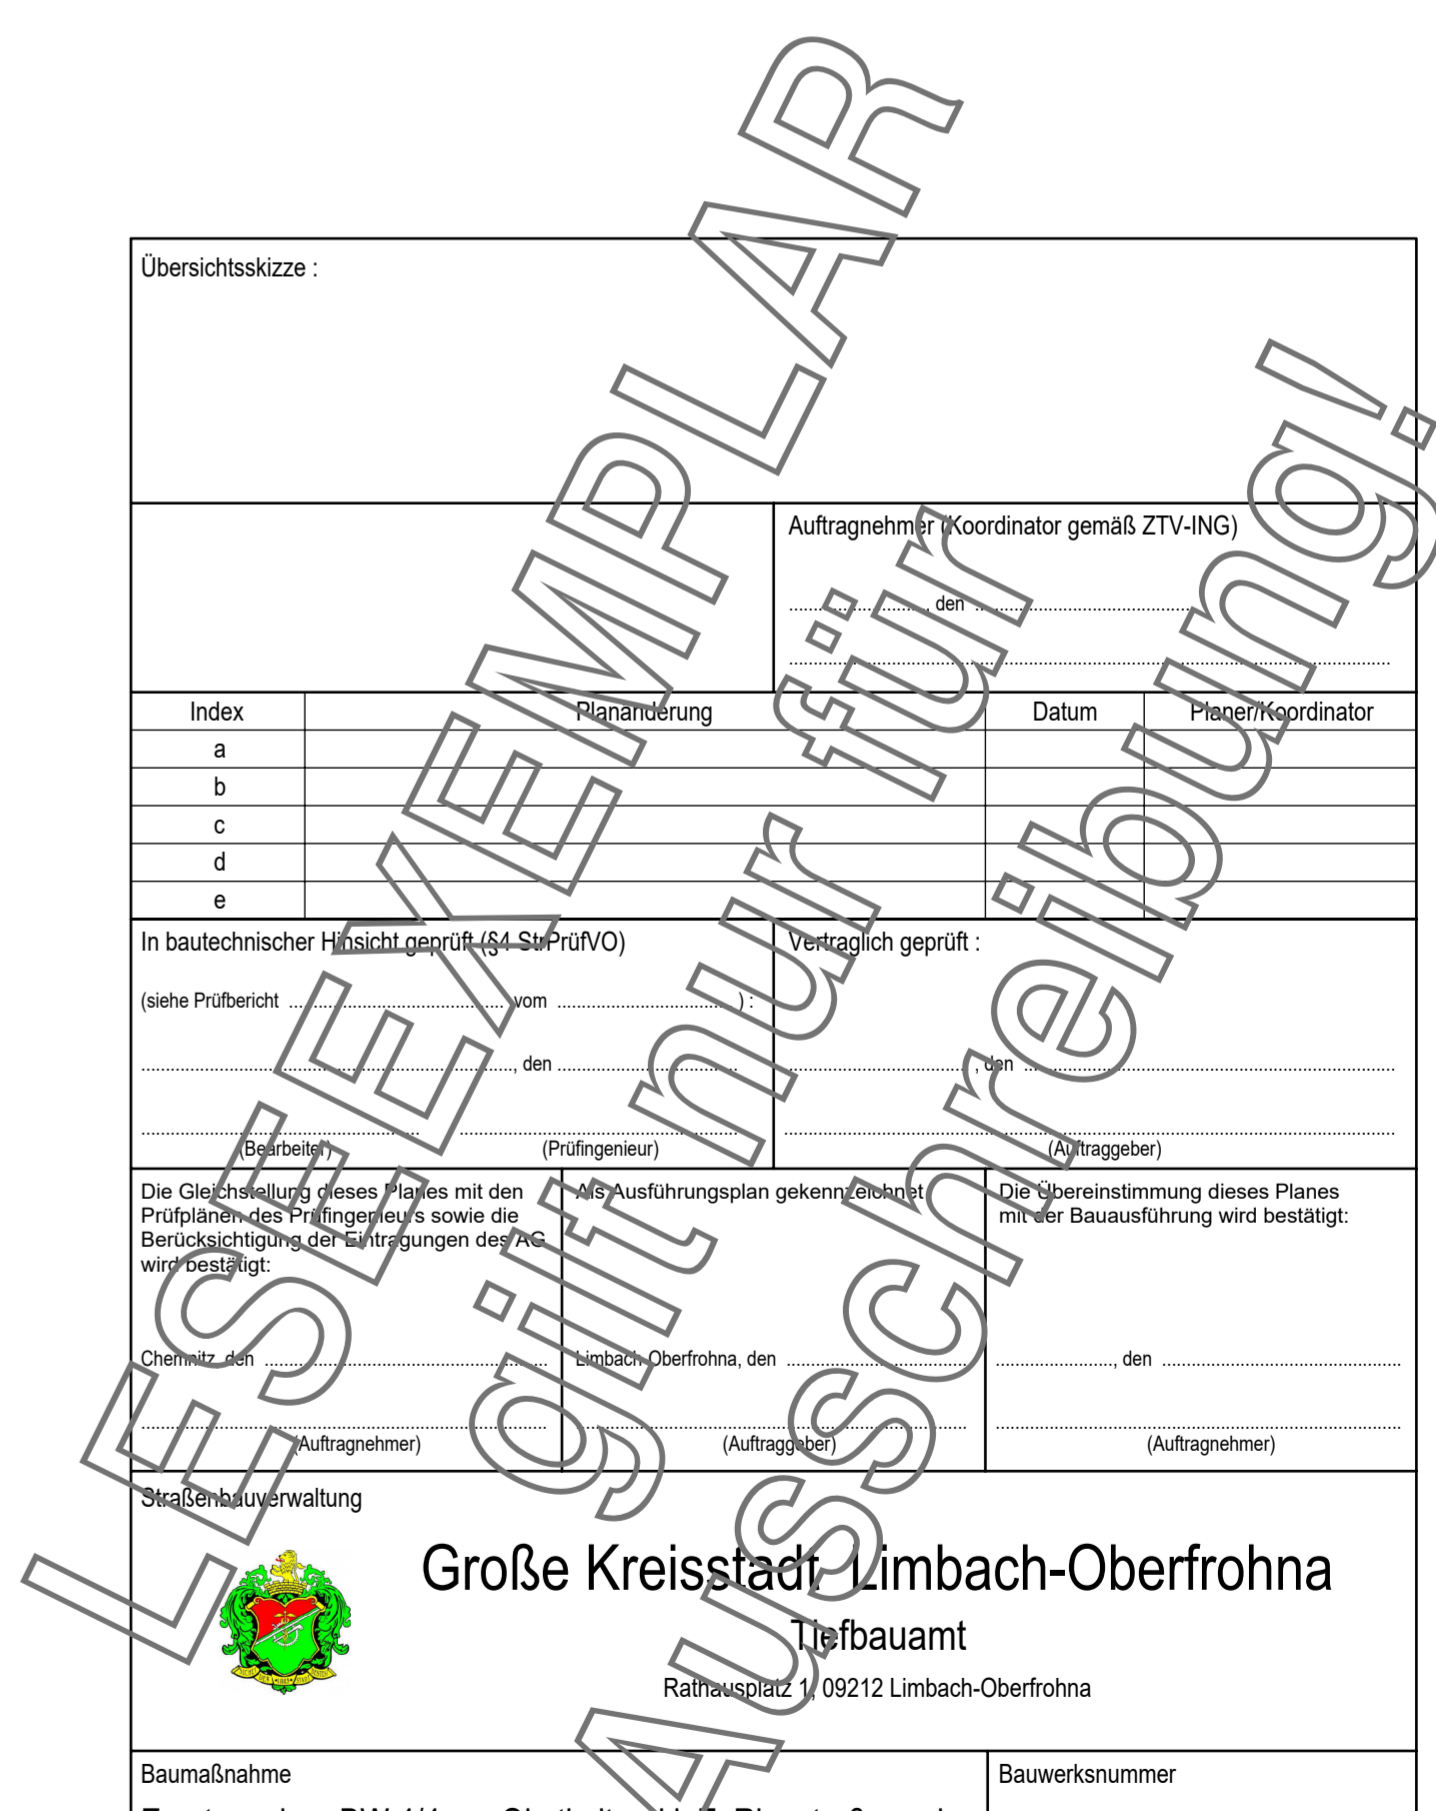 Übersichtsskizze :
Auftragnehmer (Koordinator gemäß ZTV-ING)
........................., den ........................................
Index Planänderung Datum Planer/Koordinator
a
b
c
d
e
In bautechnischer Hinsicht geprüft (§4 StrPrüfVO)
(siehe Prüfbericht ........................................ vom ................................ ) :
........................................, den ................................
(Bearbeiter) (Prüfingenieur)
Vertraglich geprüft :
................................, den ................................................
(Auftraggeber)
Die Gleichstellung dieses Planes mit den
Prüfplänen des Prüfingenieurs sowie die
Berücksichtigung der Eintragungen des AG
wird bestätigt:
Chemnitz, den ................................................
(Auftragnehmer)
Als Ausführungsplan gekennzeichnet
Limbach-Oberfrohna, den ................................
(Auftraggeber)
Die Übereinstimmung dieses Planes
mit der Bauausführung wird bestätigt:
....................., den ........................................
(Auftragnehmer)
Straßenbauverwaltung
Große Kreisstadt Limbach-Oberfrohna
Tiefbauamt
Rathausplatz 1, 09212 Limbach-Oberfrohna
Baumaßnahme
Bauwerksnummer
LESEEXEMPLAR
gilt nur für
Ausschreibung!